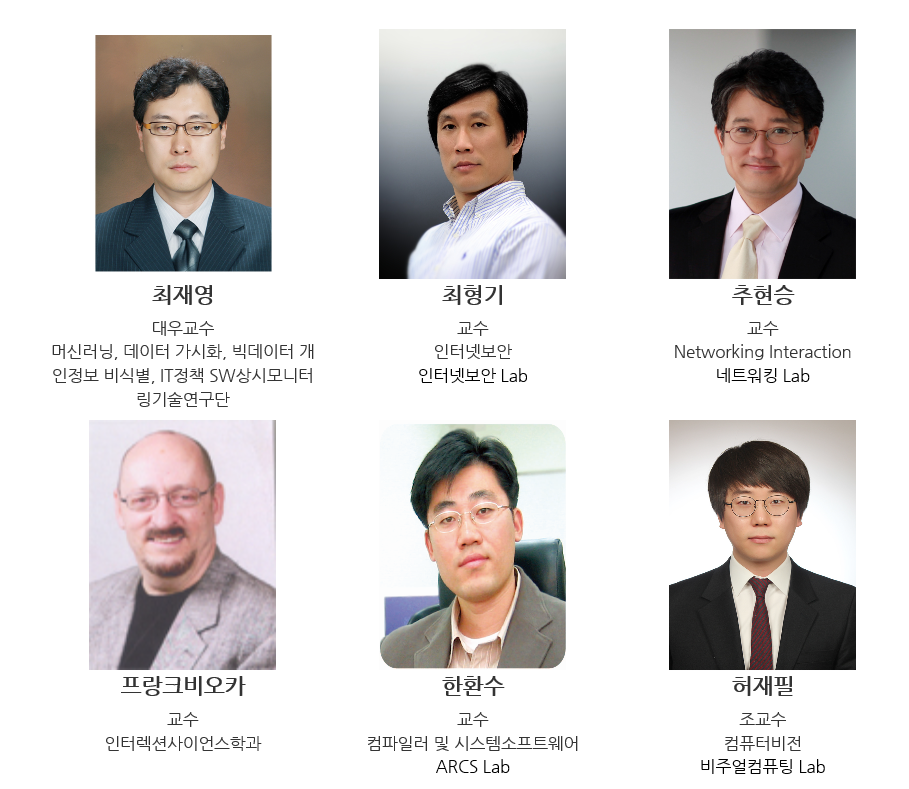 최재영
대우교수
머신러닝, 데이터 가시화, 빅데이터 개
인정보 비식별, IT정책 SW상시모니터
링기술연구단
최형기
교수
인터넷보안
인터넷보안 Lab
추현승
교수
Networking Interaction
네트워킹 Lab
프랑크비오카
교수
인터렉션사이언스학과
한환수
교수
컴파일러 및 시스템소프트웨어
ARCS Lab
허재필
조교수
컴퓨터비전
비주얼컴퓨팅 Lab